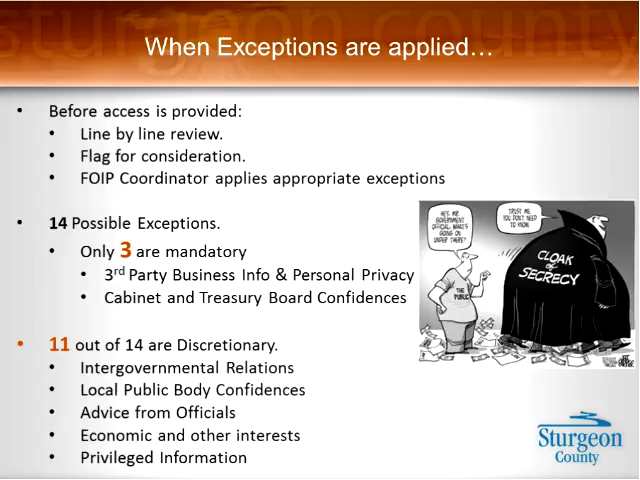 sturgeon county
When Exceptions are applied…
• Before access is provided:
• Line by line review.
• Flag for consideration.
• FOIP Coordinator applies appropriate exceptions
• 14 Possible Exceptions.
• Only 3 are mandatory
• 3rd Party Business Info & Personal Privacy
• Cabinet and Treasury Board Confidences
HEY, MR.
GOVERNMENT
OFFICIAL, WHAT'S
GOING ON
UNDER THERE?
TRUST ME,
YOU DON'T NEED
TO KNOW.
CLOAK
OF
SECRECY
THE
PUBLIC
• 11 out of 14 are Discretionary.
• Intergovernmental Relations
• Local Public Body Confidences
• Advice from Officials
• Economic and other interests
• Privileged Information
Sturgeon
County